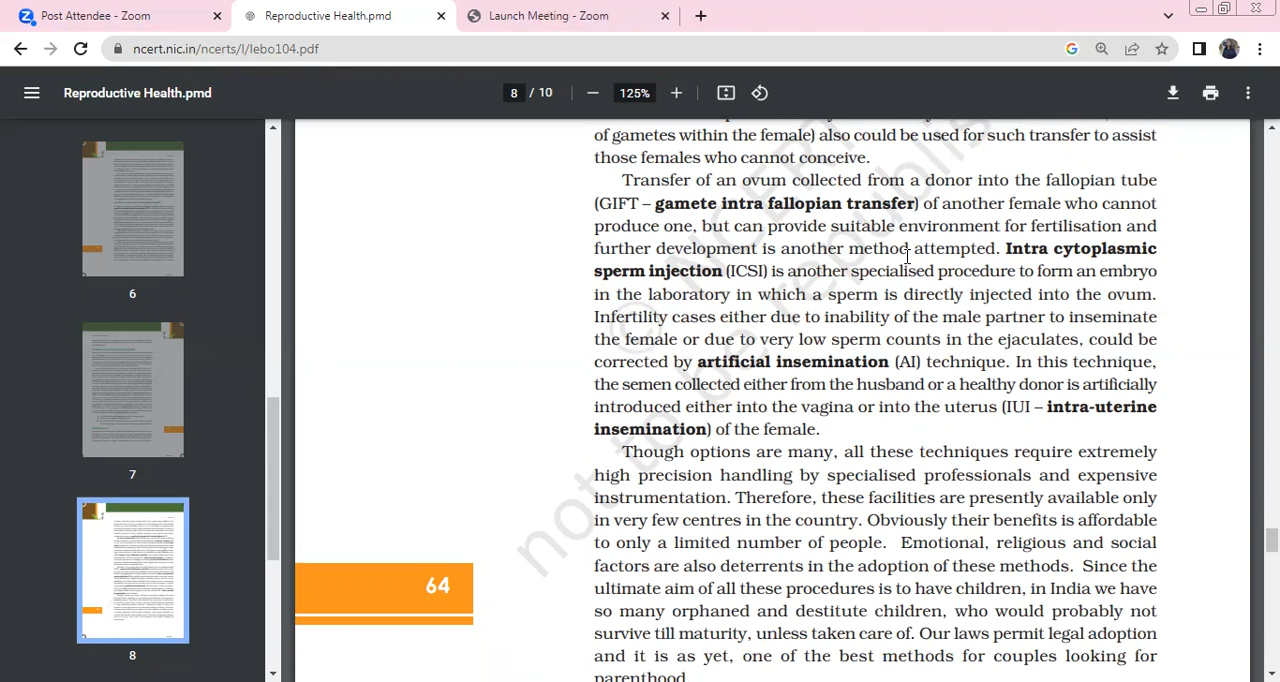 Post Attendee - Zoom
Reproductive Health.pmd
Launch Meeting - Zoom
ncert.nic.in/ncerts/l/lebo104.pdf
Reproductive Health.pmd
8 / 10
125%
6
7
8
64
of gametes within the female) also could be used for such transfer to assist
those females who cannot conceive.
Transfer of an ovum collected from a donor into the fallopian tube
(GIFT – gamete intra fallopian transfer) of another female who cannot
produce one, but can provide suitable environment for fertilisation and
further development is another method attempted. Intra cytoplasmic
sperm injection (ICSI) is another specialised procedure to form an embryo
in the laboratory in which a sperm is directly injected into the ovum.
Infertility cases either due to inability of the male partner to inseminate
the female or due to very low sperm counts in the ejaculates, could be
corrected by artificial insemination (AI) technique. In this technique,
the semen collected either from the husband or a healthy donor is artificially
introduced either into the vagina or into the uterus (IUI – intra-uterine
insemination) of the female.
Though options are many, all these techniques require extremely
high precision handling by specialised professionals and expensive
instrumentation. Therefore, these facilities are presently available only
in very few centres in the country. Obviously their benefits is affordable
to only a limited number of people. Emotional, religious and social
factors are also deterrents in the adoption of these methods. Since the
ultimate aim of all these procedures is to have children, in India we have
so many orphaned and destitute children, who would probably not
survive till maturity, unless taken care of. Our laws permit legal adoption
and it is as yet, one of the best methods for couples looking for
parenthood
© NCERT
not to be republis